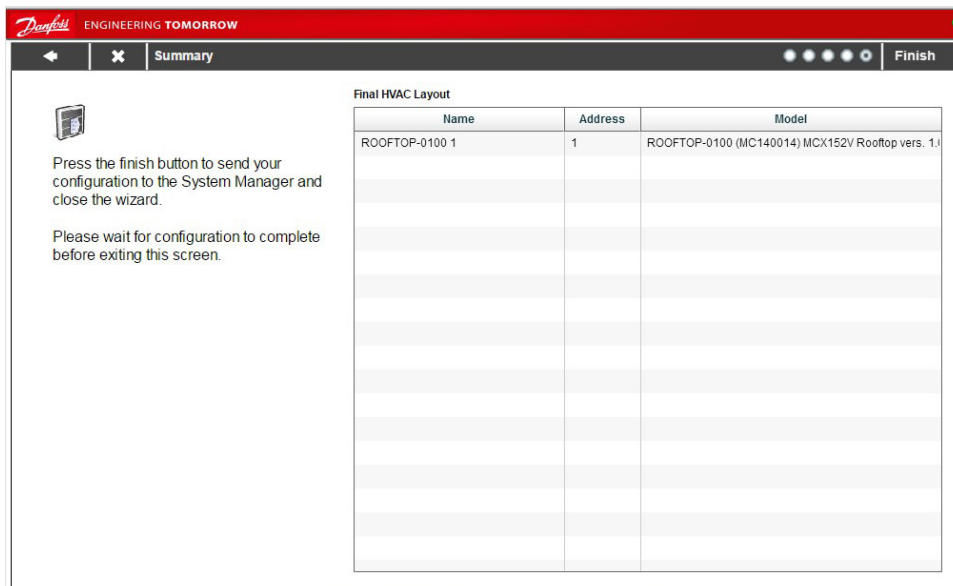 Danfoss ENGINEERING TOMORROW
Summary Finish
Press the finish button to send your
configuration to the System Manager and
close the wizard.
Please wait for configuration to complete
before exiting this screen.
Final HVAC Layout
Name Address Model
ROOFTOP-0100 1 1 ROOFTOP-0100 (MC140014) MCX152V Rooftop vers. 1.